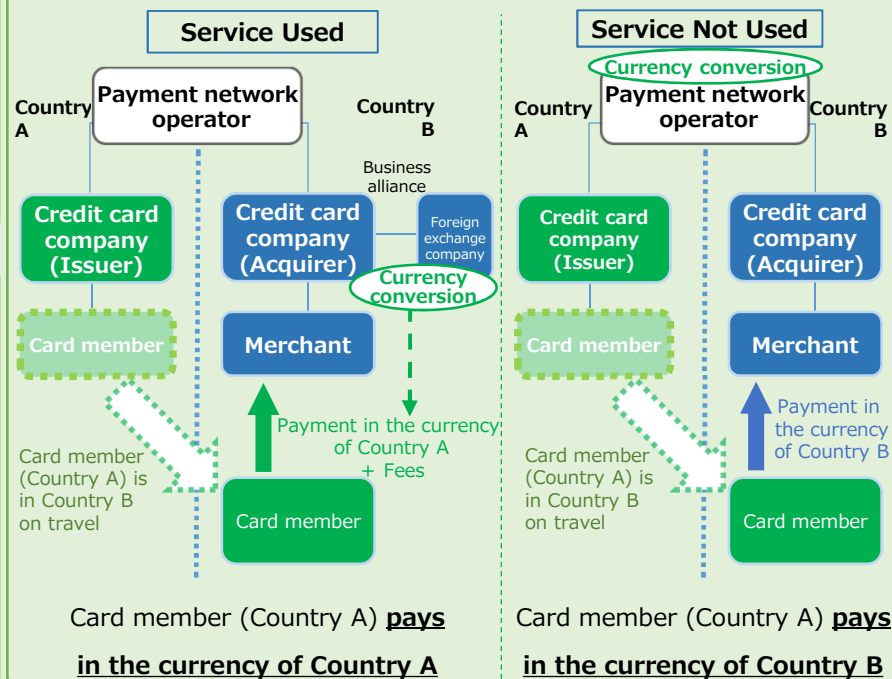 Service Used
Country
A
Payment network
operator
Country
B
Business
alliance
Credit card
company
(Issuer)
Credit card
company
(Acquirer)
Foreign
exchange
company
Currency
conversion
Card member
Merchant
Payment in the currency
of Country A
+ Fees
Card member
(Country A) is
in Country B
on travel
Card member
Card member (Country A) pays
in the currency of Country A
Service Not Used
Currency conversion
Country
A
Payment network
operator
Country
B
Credit card
company
(Issuer)
Credit card
company
(Acquirer)
Card member
Merchant
Payment in
the currency
of Country B
Card member
(Country A) is
in Country B
on travel
Card member
Card member (Country A) pays
in the currency of Country B